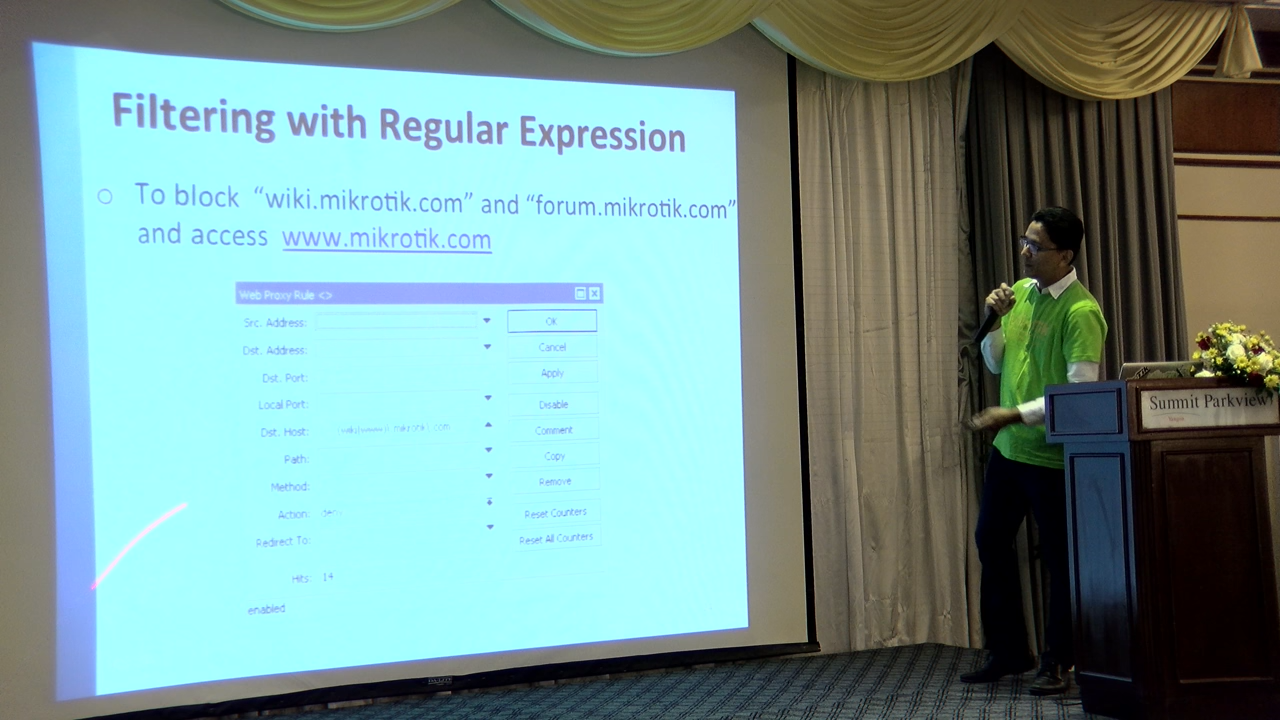 Filtering with Regular Expression
○ To block “wiki.mikrotik.com” and “forum.mikrotik.com”
and access www.mikrotik.com
Web Proxy Rule <>
Src. Address:
OK
Dst. Address:
Cancel
Dst. Port:
Apply
Local Port:
Disable
Dst. Host:
Comment
Path:
Copy
Method:
Remove
Action: deny
Reset Counters
Redirect To:
Reset All Counters
Hits: 14
enabled
Summit Parkview